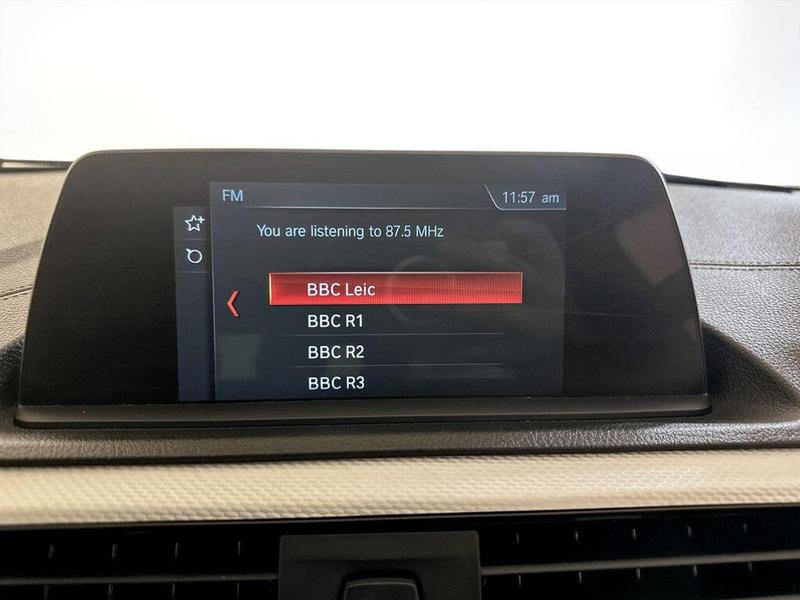 FM
11:57 am
You are listening to 87.5 MHz
BBC Leic
BBC R1
BBC R2
BBC R3